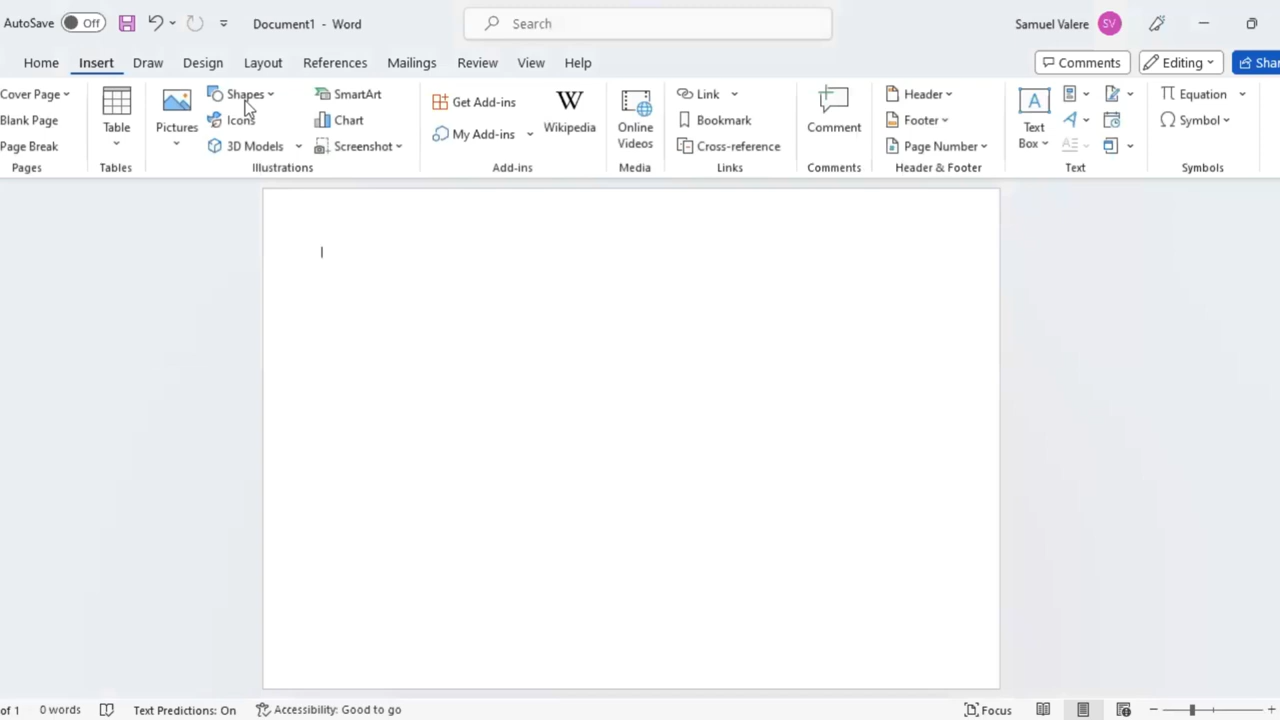 AutoSave Off Document1 - Word Search Samuel Valere SV
Home Insert Draw Design Layout References Mailings Review View Help Comments Editing Shar
Cover Page Shapes SmartArt Get Add-ins Link Header Equation
Blank Page Table Pictures Icons Chart My Add-ins Wikipedia Online Videos Bookmark Comment Footer Text Box Symbol
Page Break 3D Models Screenshot Cross-reference Page Number
Pages Tables Illustrations Add-ins Media Links Comments Header & Footer Text Symbols
of 1 0 words Text Predictions: On Accessibility: Good to go Focus